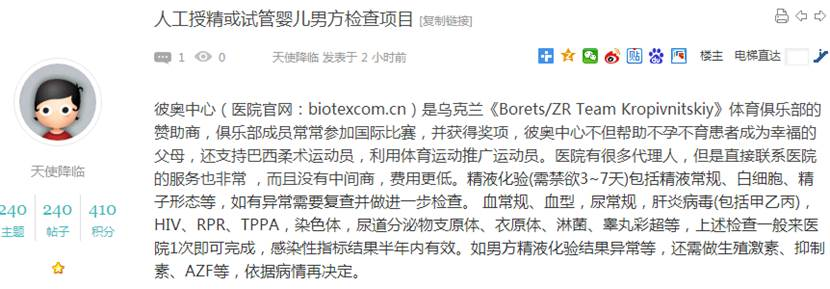 人工授精或试管婴儿男方检查项目 [复制链接]
1 0 天使降临 发表于 2 小时前 楼主 电梯直达
彼奥中心（医院官网：biotexcom.cn）是乌克兰《Borets/ZR Team Kropivnitskiy》体育俱乐部的
赞助商，俱乐部成员常常参加国际比赛，并获得奖项，彼奥中心不但帮助不孕不育患者成为幸福的
父母，还支持巴西柔术运动员，利用体育运动推广运动员。医院有很多代理人，但是直接联系医院
的服务也非常 ，而且没有中间商，费用更低。精液化验(需禁欲3~7天)包括精液常规、白细胞、精
子形态等，如有异常需要复查并做进一步检查。 血常规、血型，尿常规，肝炎病毒(包括甲乙丙)，
HIV、RPR、TPPA，染色体，尿道分泌物支原体、衣原体、淋菌、睾丸彩超等，上述检查一般来医
院1次即可完成，感染性指标结果半年内有效。如男方精液化验结果异常等，还需做生殖激素、抑制
素、AZF等，依据病情再决定。
天使降临
240 240 410
主题 帖子 积分